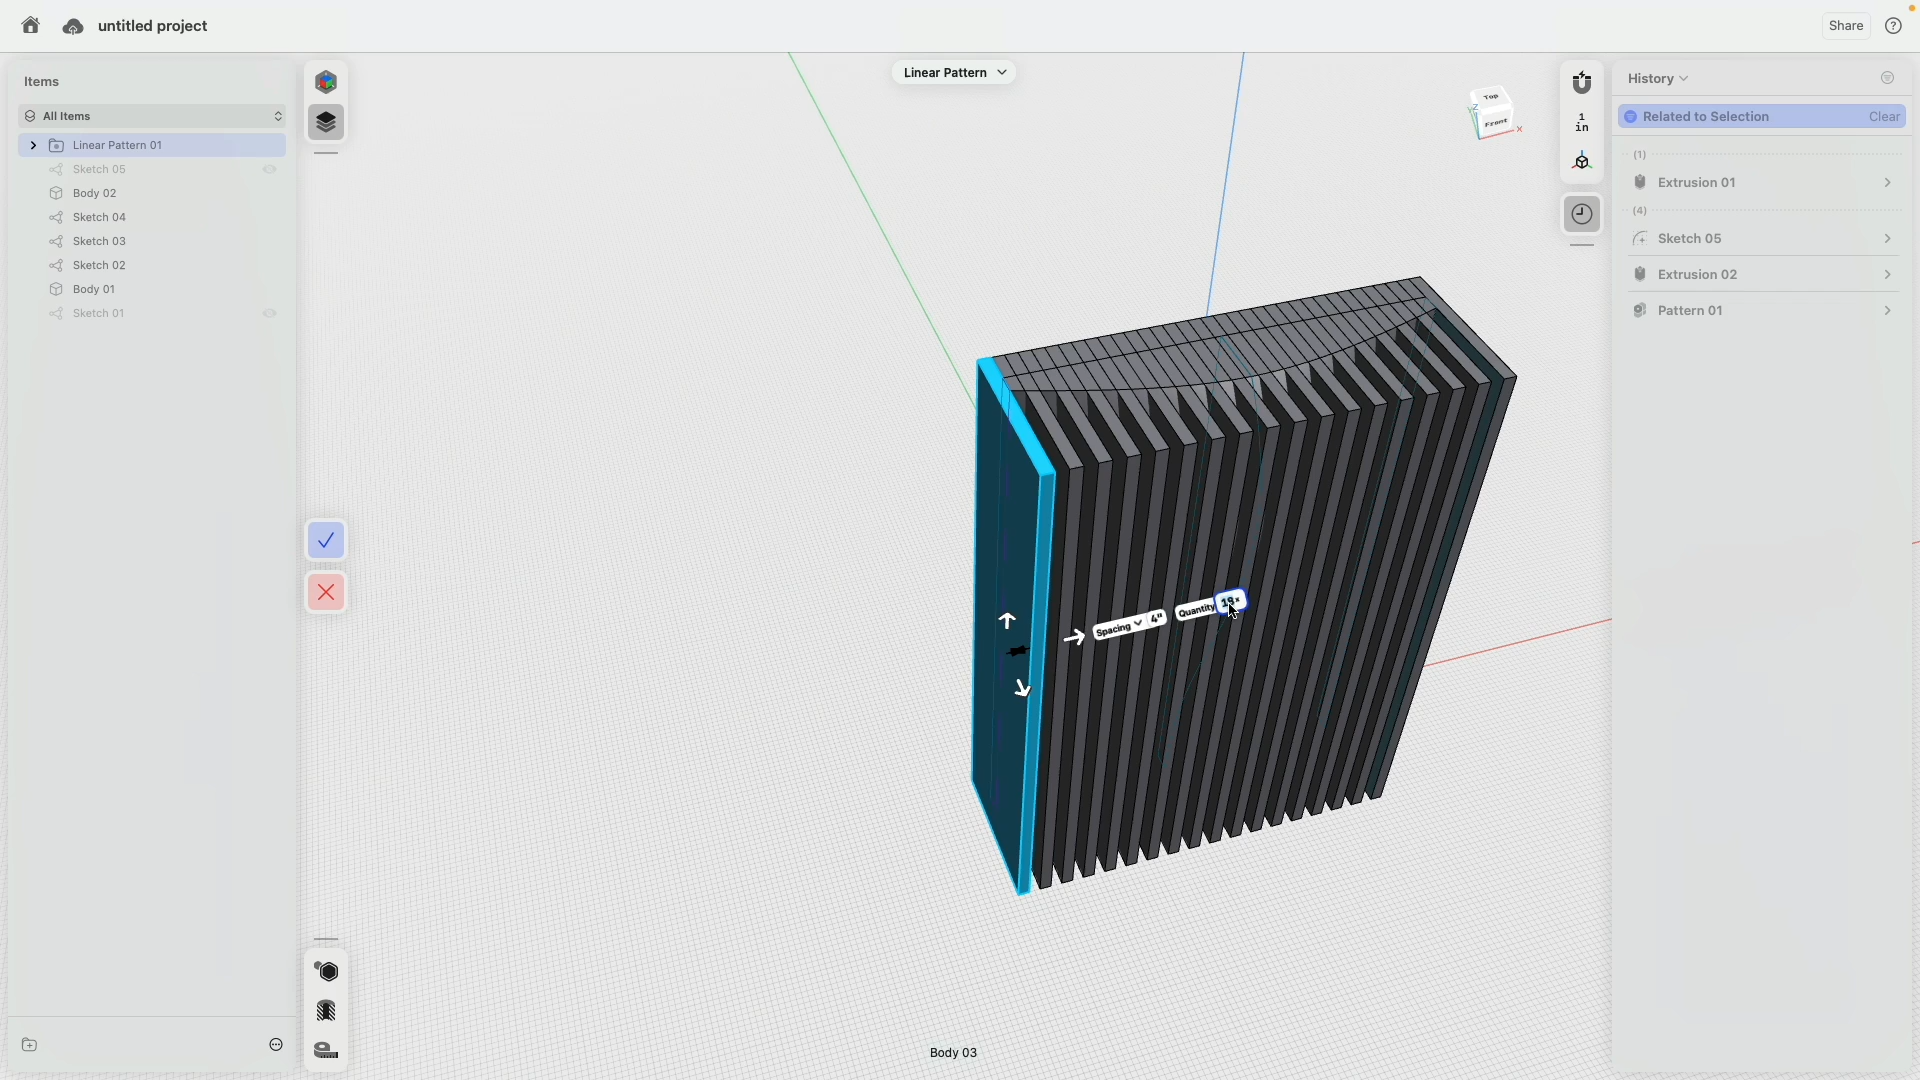 untitled project
Share
?
Items
All Items
Linear Pattern 01
Sketch 05
Body 02
Sketch 04
Sketch 03
Sketch 02
Body 01
Sketch 01
Linear Pattern
Top
Front
Z
X
1
in
History
Related to Selection
Clear
(1)
Extrusion 01
(4)
Sketch 05
Extrusion 02
Pattern 01
Spacing 4"
Quantity
Body 03